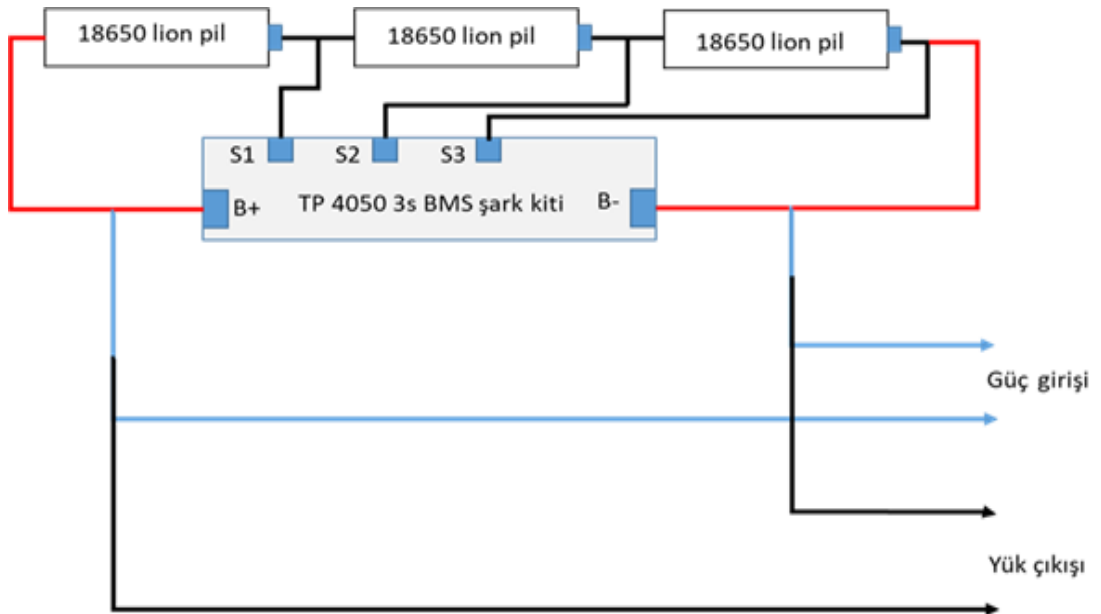 18650 lion pil
18650 lion pil
18650 lion pil
S1
S2
S3
B+
TP 4050 3s BMS şark kiti
B-
Güç girişi
Yük çıkışı